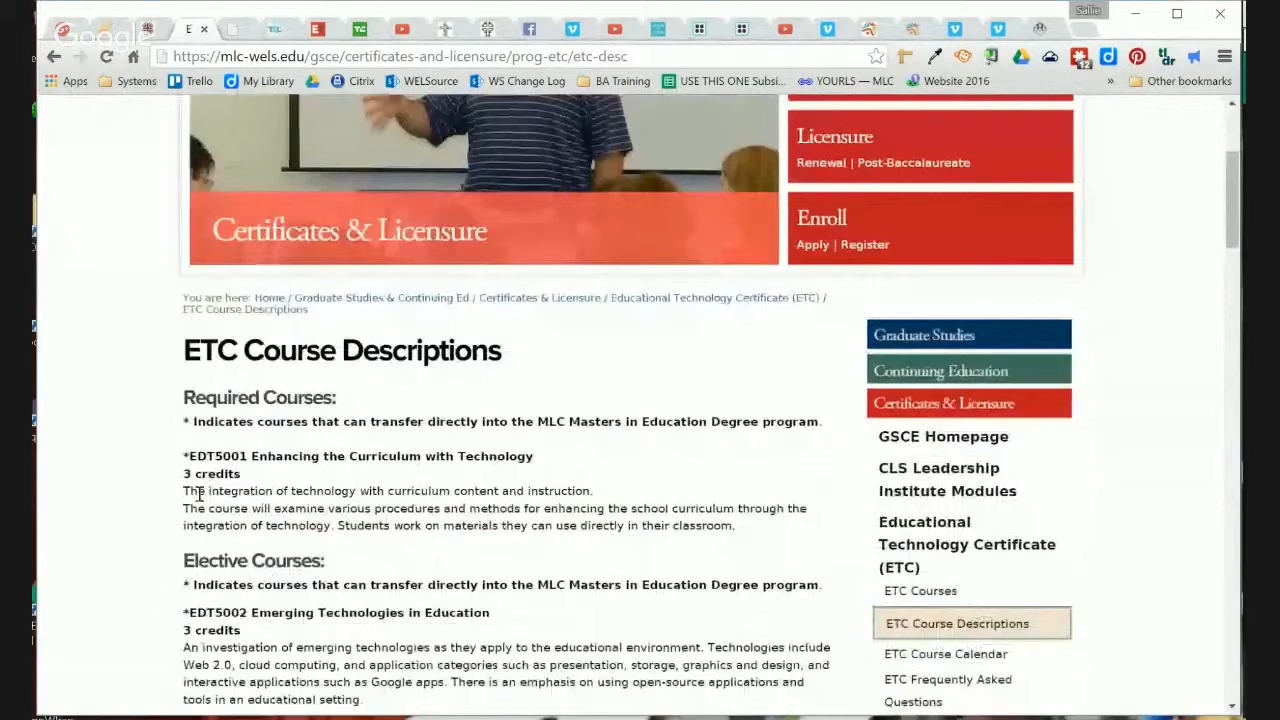 Sallie
Google
E
https://mlc-wels.edu/gsce/certificates-and-licensure/prog-etc/etc-desc
Apps Systems Trello My Library Citrix WELSource WS Change Log BA Training USE THIS ONE Subsi... YOURLS — MLC Website 2016 » Other bookmarks
Licensure
Renewal | Post-Baccalaureate
Certificates & Licensure
Enroll
Apply | Register
You are here: Home / Graduate Studies & Continuing Ed / Certificates & Licensure / Educational Technology Certificate (ETC) /
ETC Course Descriptions
ETC Course Descriptions
Required Courses:
* Indicates courses that can transfer directly into the MLC Masters in Education Degree program.
*EDT5001 Enhancing the Curriculum with Technology
3 credits
The integration of technology with curriculum content and instruction.
The course will examine various procedures and methods for enhancing the school curriculum through the
integration of technology. Students work on materials they can use directly in their classroom.
Elective Courses:
* Indicates courses that can transfer directly into the MLC Masters in Education Degree program.
*EDT5002 Emerging Technologies in Education
3 credits
An investigation of emerging technologies as they apply to the educational environment. Technologies include
Web 2.0, cloud computing, and application categories such as presentation, storage, graphics and design, and
interactive applications such as Google apps. There is an emphasis on using open-source applications and
tools in an educational setting.
Graduate Studies
Continuing Education
Certificates & Licensure
GSCE Homepage
CLS Leadership
Institute Modules
Educational
Technology Certificate
(ETC)
ETC Courses
ETC Course Descriptions
ETC Course Calendar
ETC Frequently Asked
Questions